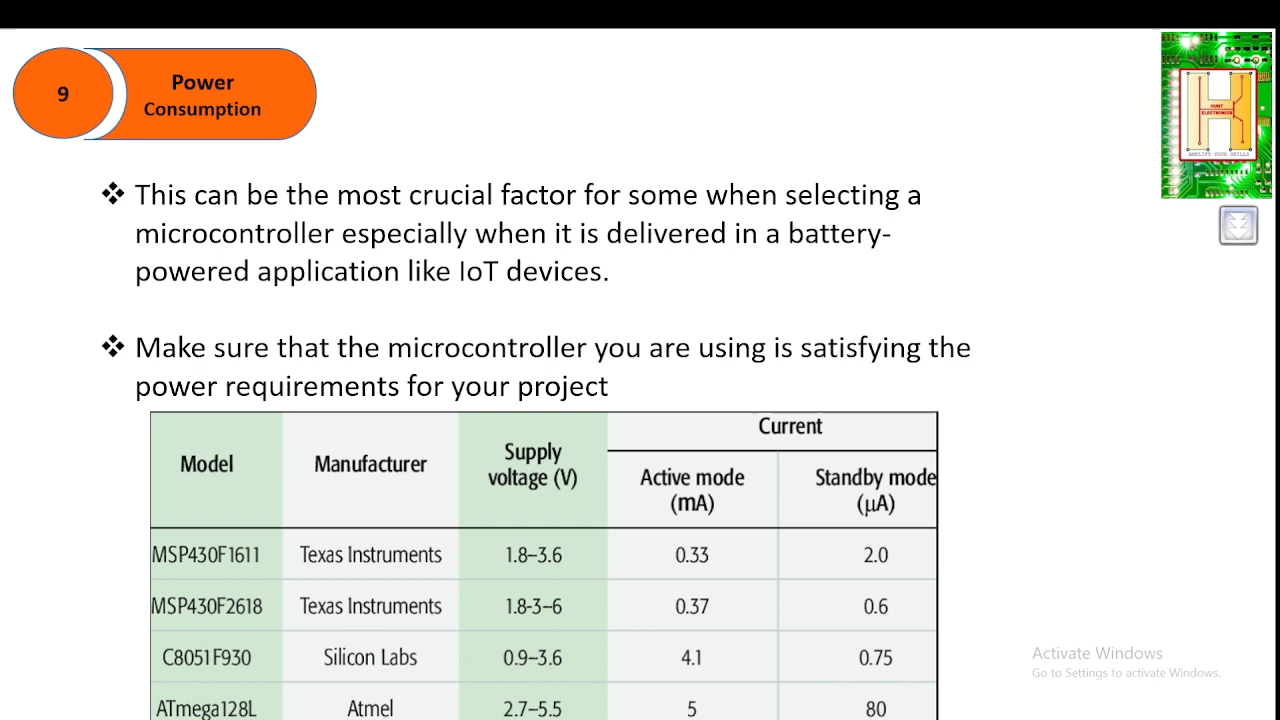 9
Power
Consumption
HUNT
ELECTRONICS
AMPLIFY YOUR SKILLS
❖ This can be the most crucial factor for some when selecting a
microcontroller especially when it is delivered in a battery-
powered application like IoT devices.
❖ Make sure that the microcontroller you are using is satisfying the
power requirements for your project
Model Manufacturer Supply voltage (V) Current
Active mode (mA) Standby mode (µA)
MSP430F1611 Texas Instruments 1.8–3.6 0.33 2.0
MSP430F2618 Texas Instruments 1.8-3–6 0.37 0.6
C8051F930 Silicon Labs 0.9–3.6 4.1 0.75
ATmega128L Atmel 2.7–5.5 5 80
Activate Windows
Go to Settings to activate Windows.